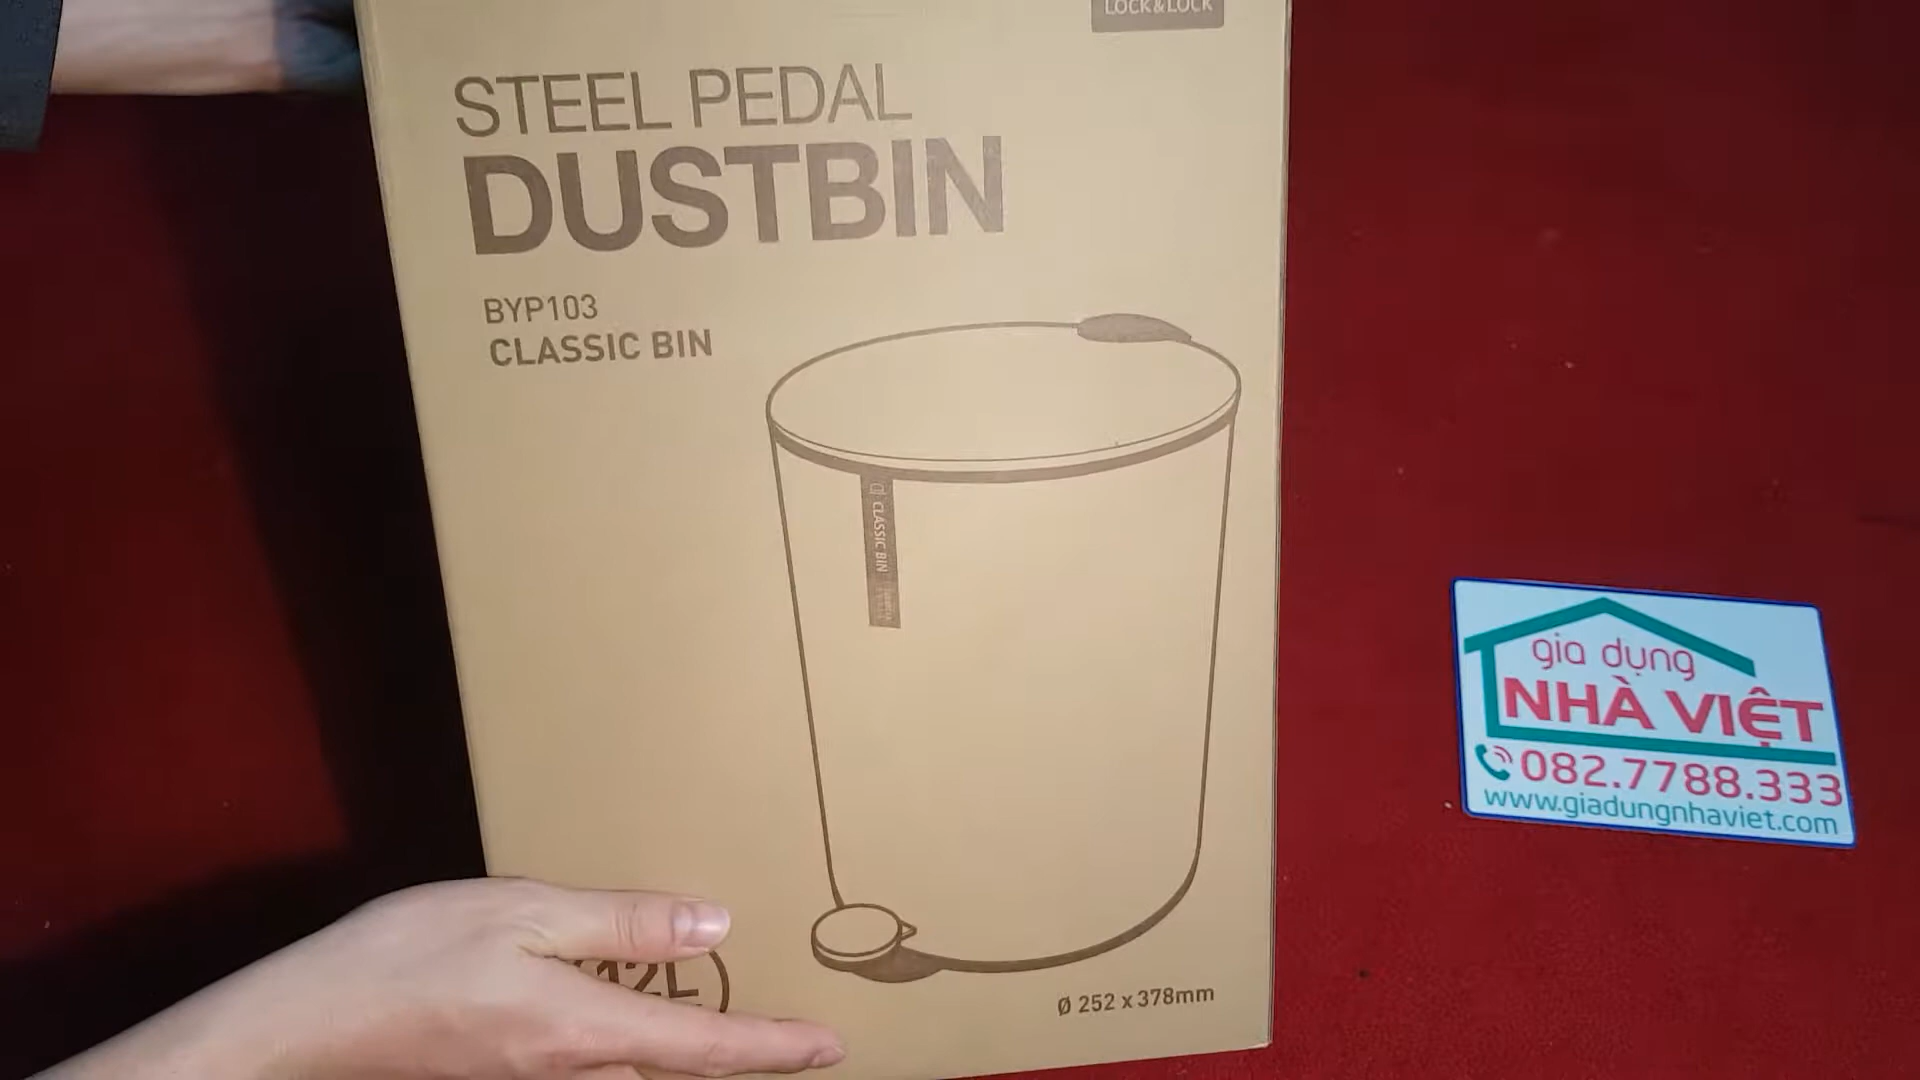 LOCK&LOCK
STEEL PEDAL
DUSTBIN
BYP103
CLASSIC BIN
CLASSIC BIN
12L
Ø 252 x 378mm
gia dụng
NHÀ VIỆT
082.7788.333
www.giadungnhaviet.com